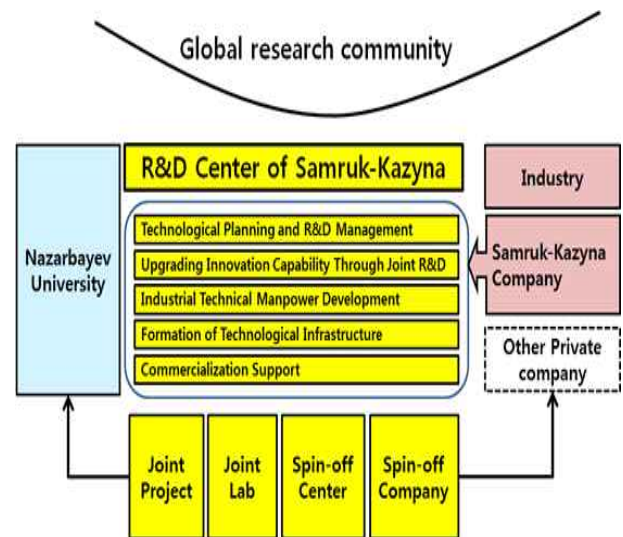 Global research community
R&D Center of Samruk-Kazyna
Nazarbayev
University
Technological Planning and R&D Management
Upgrading Innovation Capability Through Joint R&D
Industrial Technical Manpower Development
Formation of Technological Infrastructure
Commercialization Support
Industry
Samruk-Kazyna
Company
Other Private
company
Joint
Project
Joint
Lab
Spin-off
Center
Spin-off
Company